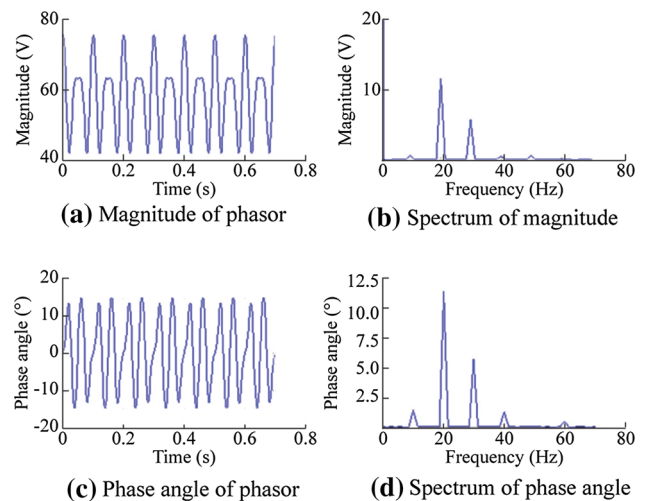 80
60
40
Magnitude (V)
0
0.2
0.4
0.6
0.8
Time (s)
(a) Magnitude of phasor
20
10
Magnitude (V)
0
20
40
60
80
Frequency (Hz)
(b) Spectrum of magnitude
20
10
0
-10
-20
Phase angle (°)
0
0.2
0.4
0.6
0.8
Time (s)
(c) Phase angle of phasor
12.5
10.0
7.5
5.0
2.5
Phase angle (°)
0
20
40
60
80
Frequency (Hz)
(d) Spectrum of phase angle